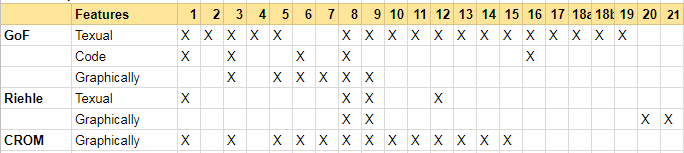 Features 1 2 3 4 5 6 7 8 9 10 11 12 13 14 15 16 17 18a 18b 19 20 21
GoF Texual X X X X X X X X X X X X X X X X X X
Code X X X X X
Graphically X X X X X X
Riehle Texual X X X X
Graphically X X X X
CROM Graphically X X X X X X X X X X X X X